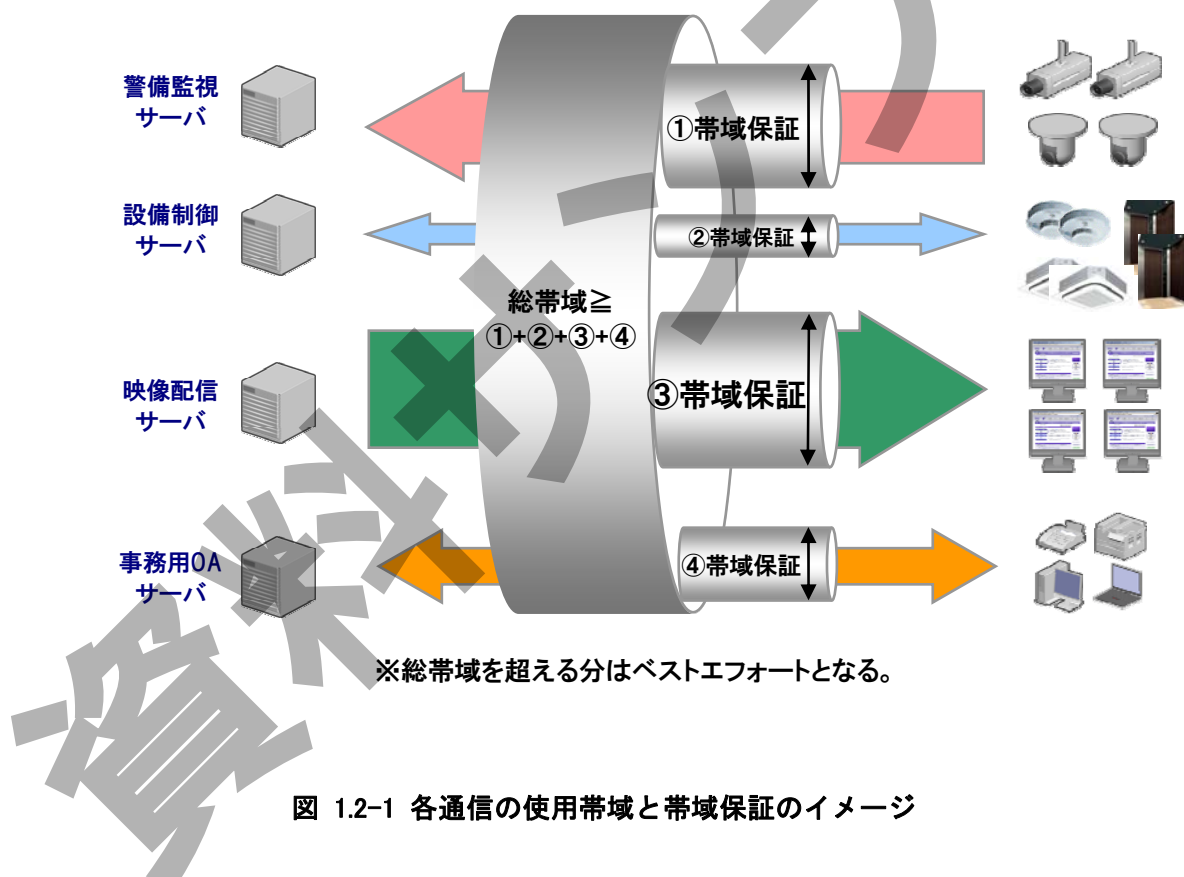 警備監視
サーバ
①帯域保証
設備制御
サーバ
②帯域保証
総帯域≧
①+②+③+④
映像配信
サーバ
③帯域保証
事務用OA
サーバ
④帯域保証
※総帯域を超える分はベストエフォートとなる。
図 1.2-1 各通信の使用帯域と帯域保証のイメージ